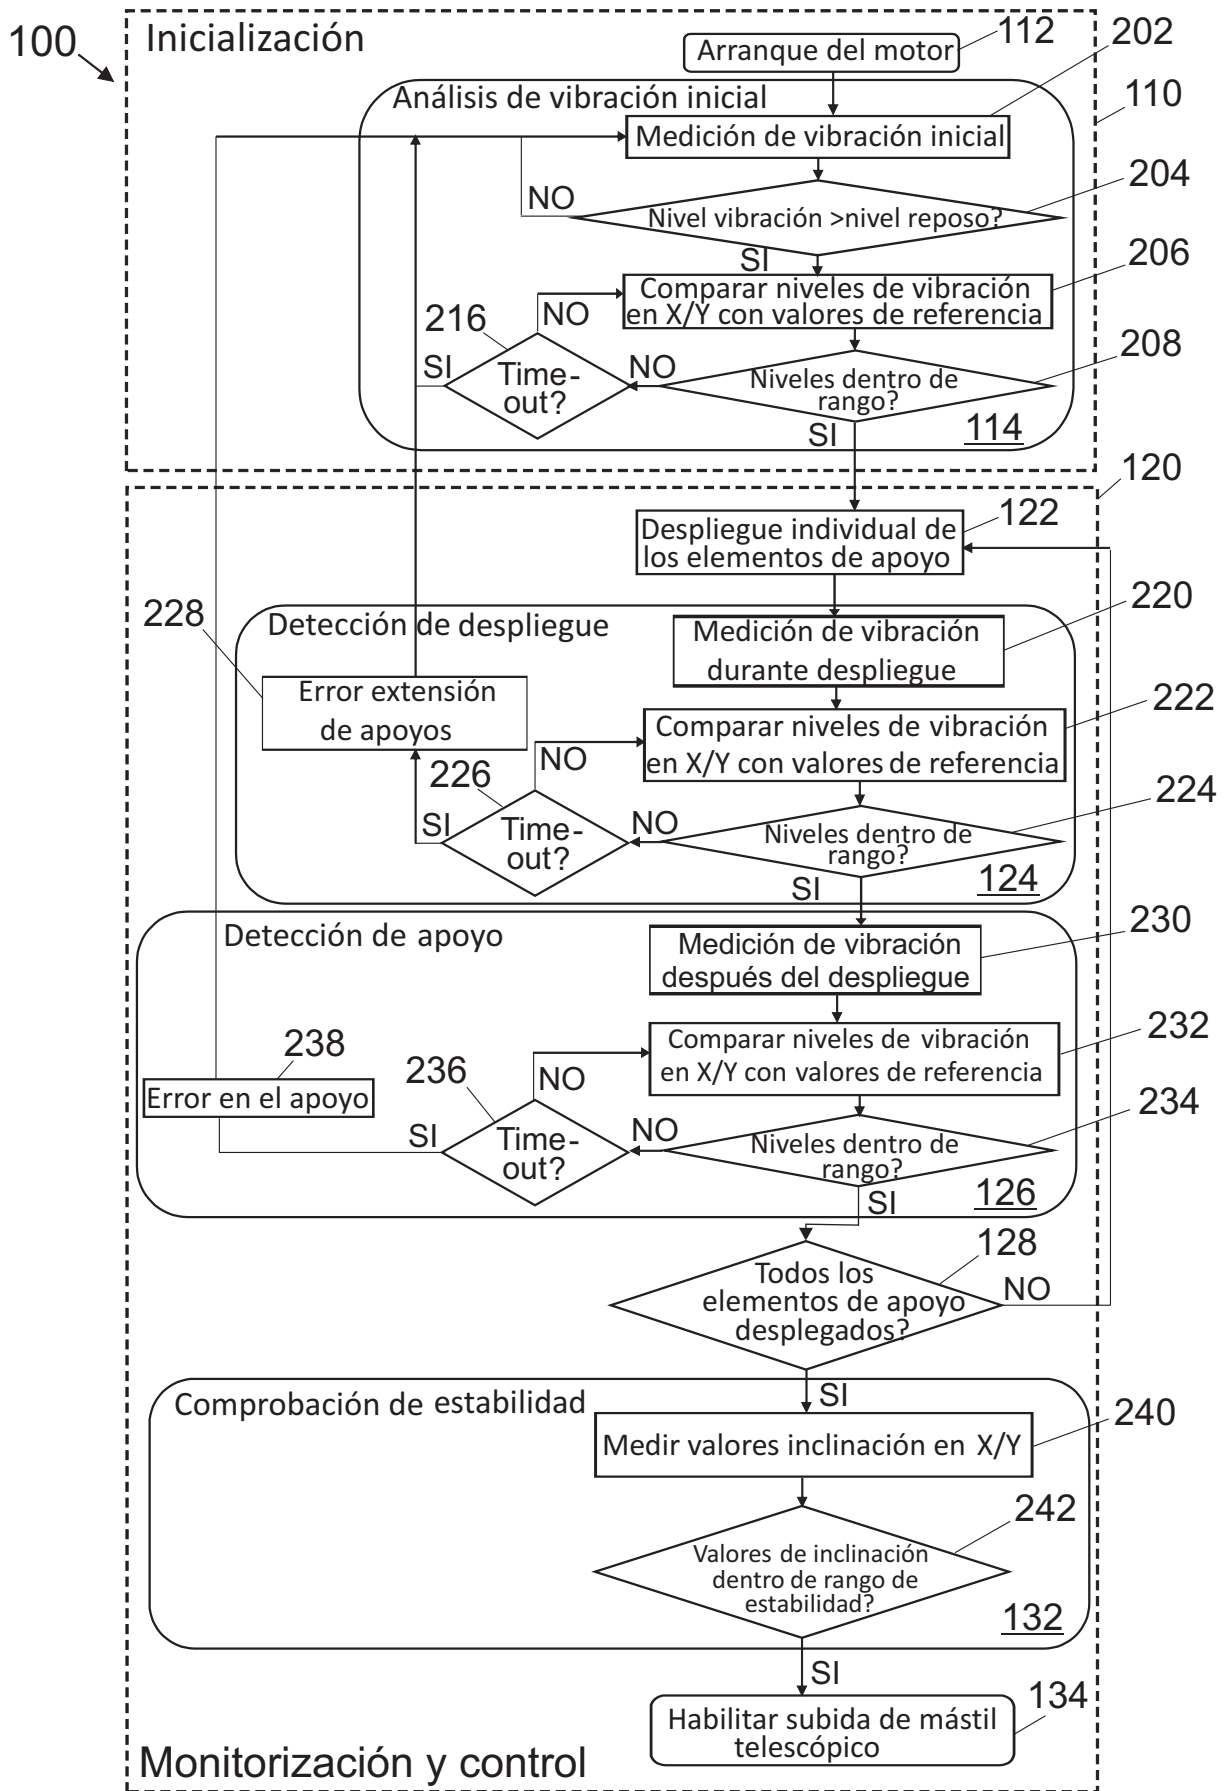 100
Inicialización
Arranque del motor
112
202
110
Análisis de vibración inicial
Medición de vibración inicial
204
NO
Nivel vibración >nivel reposo?
SI
206
Comparar niveles de vibración
en X/Y con valores de referencia
NO
216
208
SI
Time-
out?
NO
Niveles dentro de
rango?
SI
114
120
122
Despliegue individual de
los elementos de apoyo
228
Detección de despliegue
220
Medición de vibración
durante despliegue
Error extensión
de apoyos
222
Comparar niveles de vibración
en X/Y con valores de referencia
NO
226
224
SI
Time-
out?
NO
Niveles dentro de
rango?
SI
124
Detección de apoyo
230
Medición de vibración
después del despliegue
232
Comparar niveles de vibración
en X/Y con valores de referencia
238
236
NO
Error en el apoyo
234
SI
Time-
out?
NO
Niveles dentro de
rango?
SI
126
128
Todos los
elementos de apoyo
desplegados?
NO
SI
Comprobación de estabilidad
240
Medir valores inclinación en X/Y
242
Valores de inclinación
dentro de rango de
estabilidad?
132
SI
134
Habilitar subida de mástil
telescópico
Monitorización y control